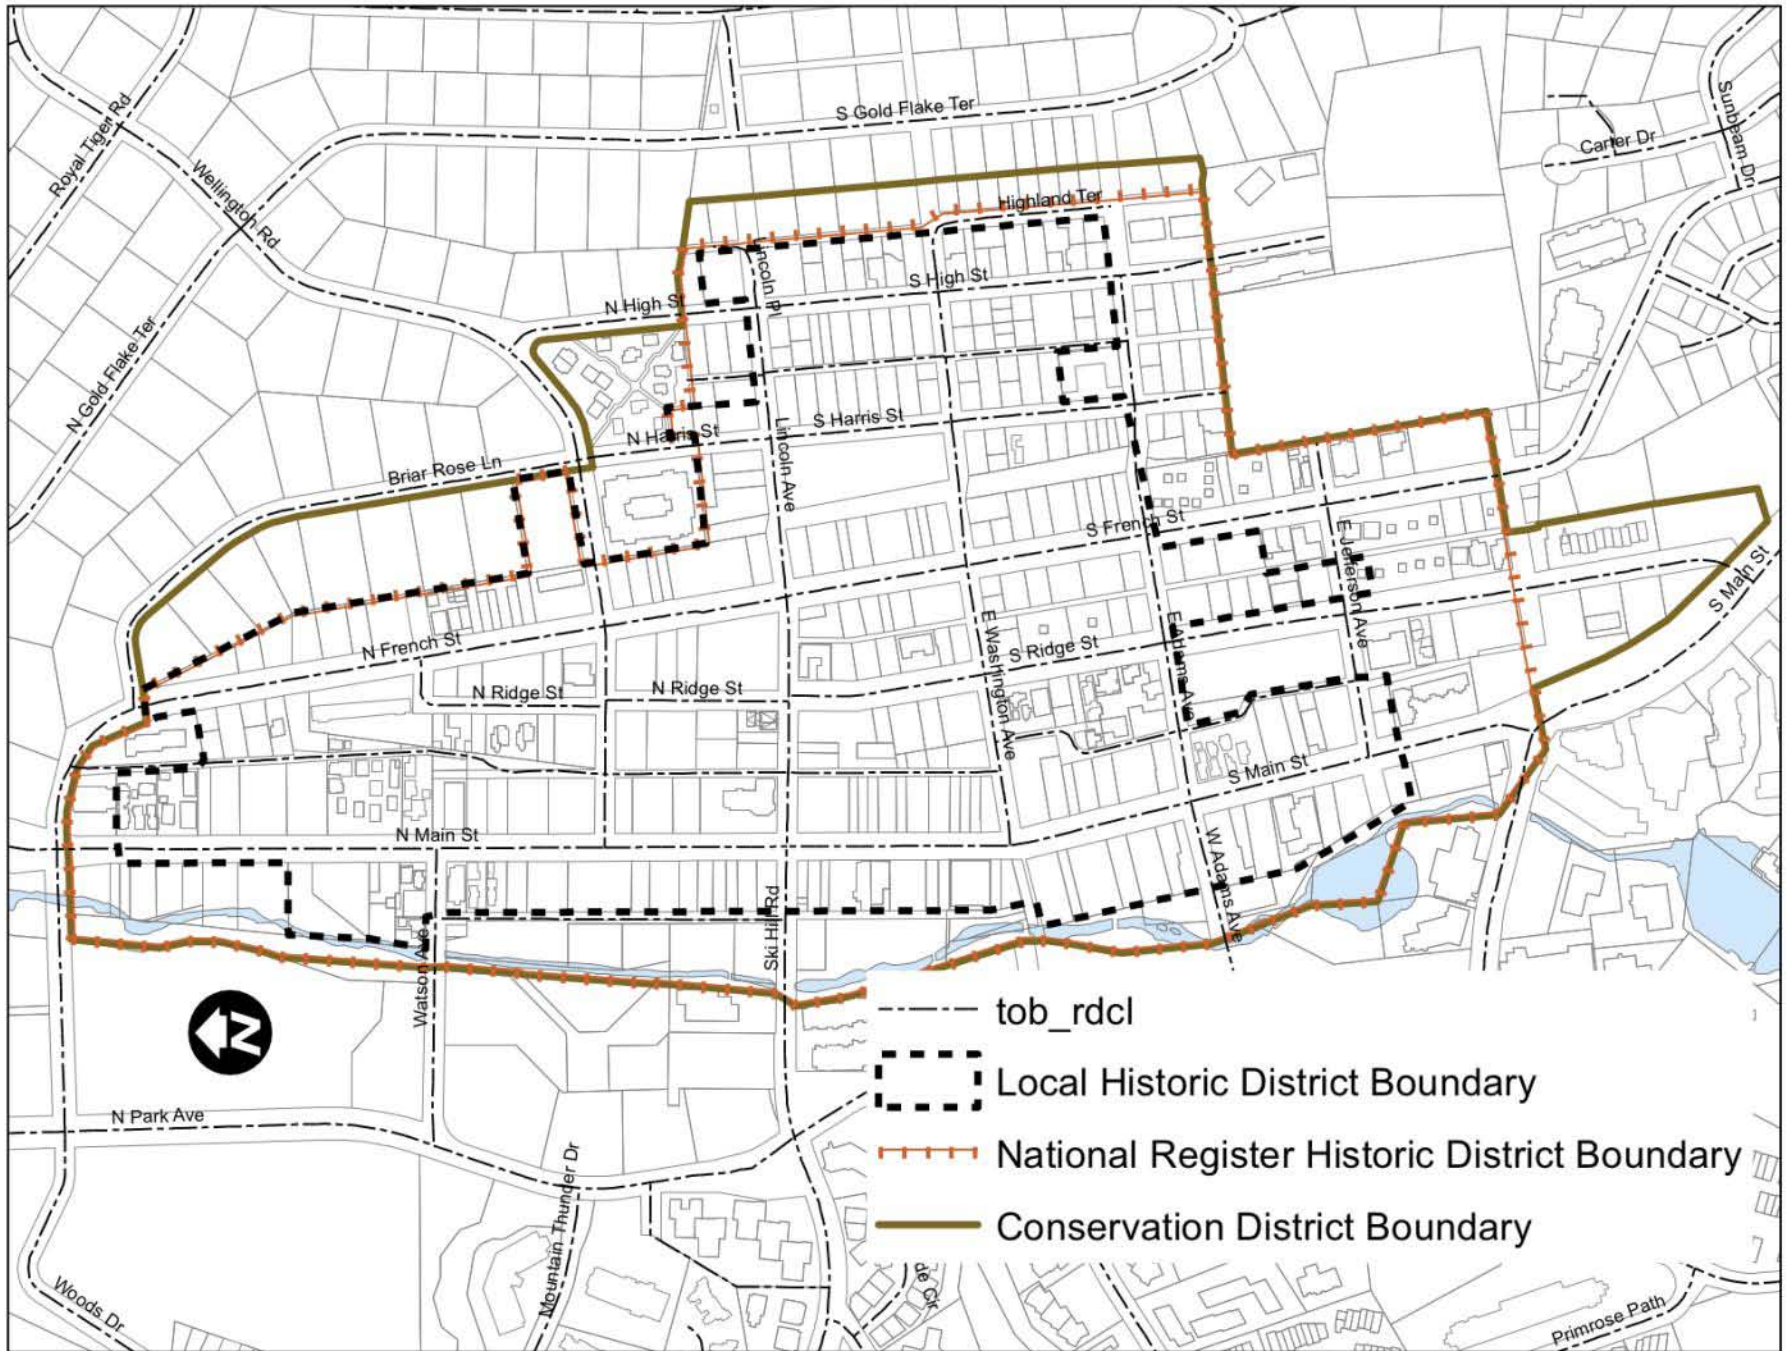 S Gold Flake Ter
Royal Tiger Rd
Wellington Rd
Carter Dr
Sunbeam Dr
Highland Ter
Lincoln Pl
S High St
N High St
N Gold Flake Ter
S Harris St
N Harris St
Briar Rose Ln
Lincoln Ave
S French St
E Jefferson Ave
S Main St
N French St
E Washington Ave
S Ridge St
E Adams Ave
N Ridge St
N Ridge St
S Main St
N Main St
W Adams Ave
Ski Hill Rd
Watson Ave
N
N Park Ave
Mountain Thunder Dr
Woods Dr
de Cir
Primrose Path
tob_rdcl
Local Historic District Boundary
National Register Historic District Boundary
Conservation District Boundary